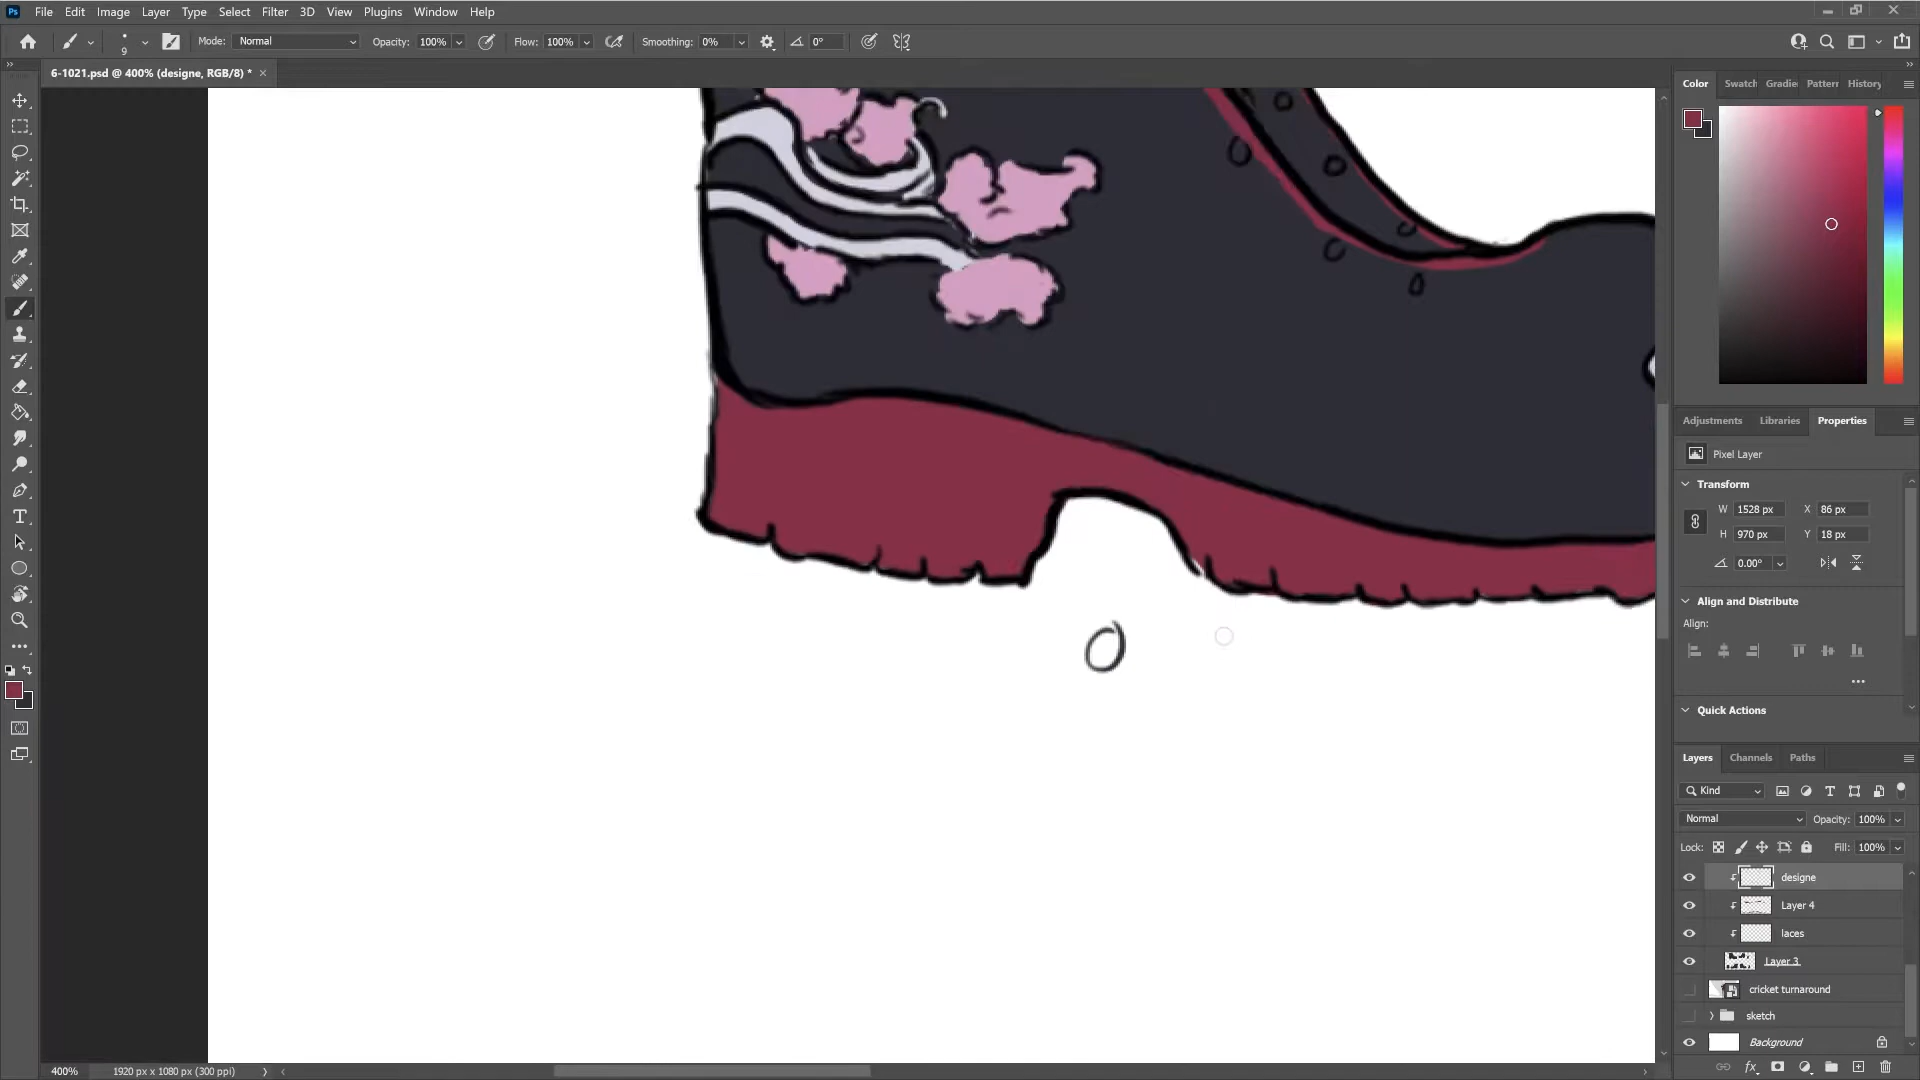 Ps File Edit Image Layer Type Select Filter 3D View Plugins Window Help
9 Mode: Normal Opacity: 100% Flow: 100% Smoothing: 0% 0°
6-1021.psd @ 400% (designe, RGB/8) *
Color Swatch Gradie Pattern History
Adjustments Libraries Properties
Pixel Layer
Transform
W 1528 px X 86 px
H 970 px Y 18 px
0.00°
Align and Distribute
Align:
Quick Actions
Layers Channels Paths
Kind
Normal Opacity: 100%
Lock: Fill: 100%
designe
Layer 4
laces
Layer 3
cricket turnaround
sketch
Background
400% 1920 px x 1080 px (300 ppi)